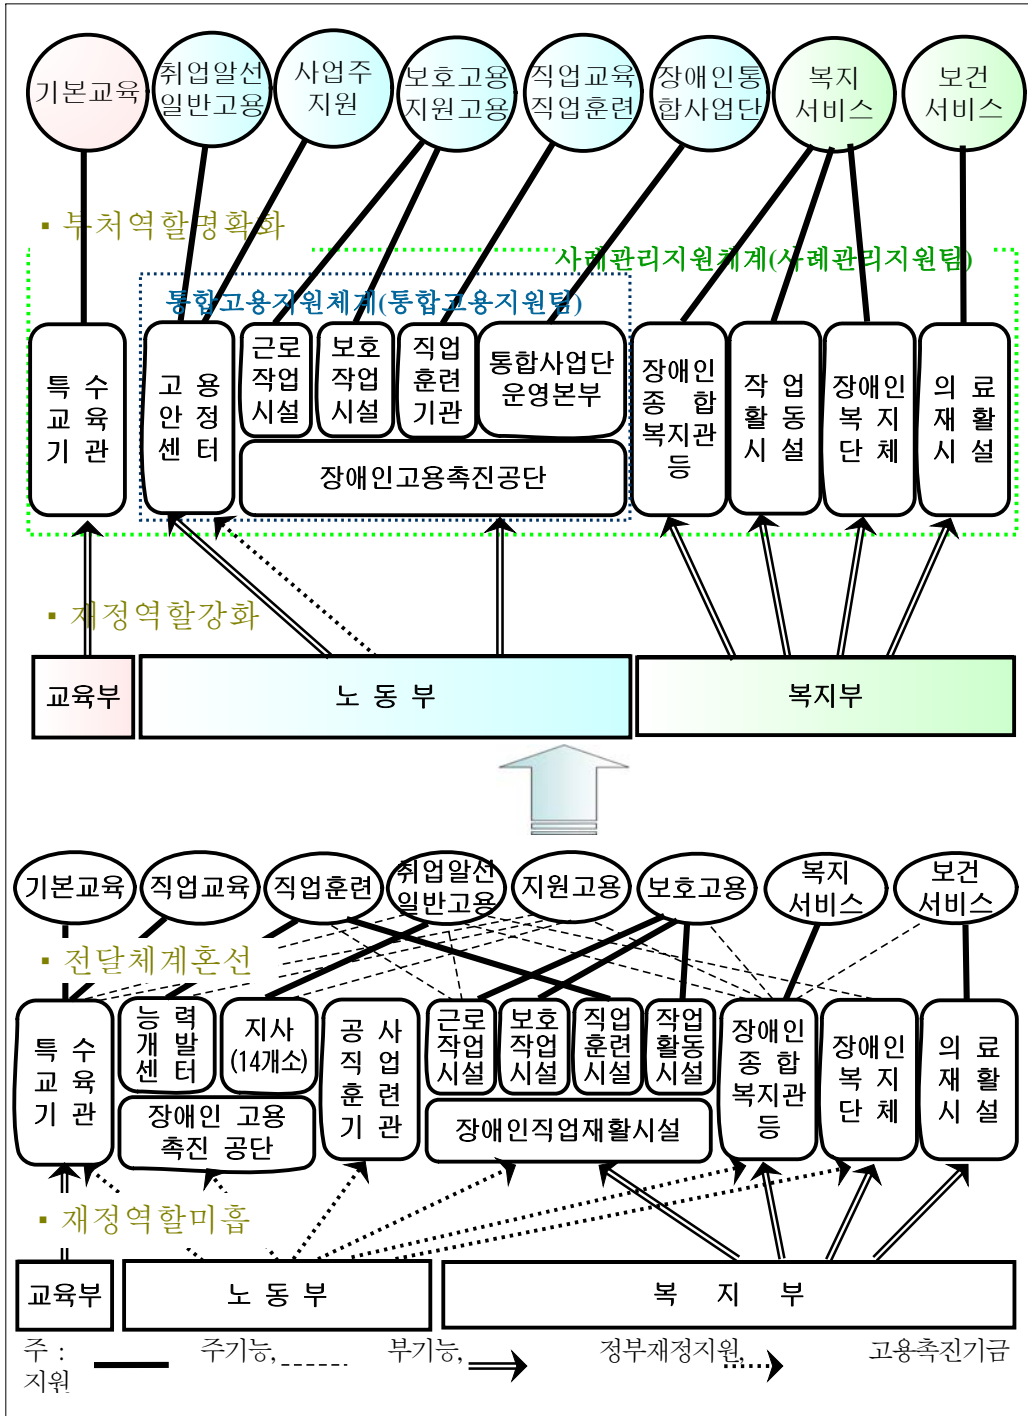 기본교육
취업알선
일반고용
사업주
지원
보호고용
지원고용
직업교육
직업훈련
장애인통
합사업단
복지
서비스
보건
서비스
▪ 부처역할명확화
사례관리지원체계(사례관리지원팀)
통합고용지원체계(통합고용지원팀)
특 수
교 육
기 관
고 용
안 정
센 터
근로
작업
시설
보호
작업
시설
직업
훈련
기관
통합사업단
운영본부
장애인고용촉진공단
장애인
종 합
복지관
등
작 업
활 동
시 설
장애인
복 지
단 체
의 료
재 활
시 설
▪ 재정역할강화
교육부
노 동 부
복지부
기본교육
직업교육
직업훈련
취업알선
일반고용
지원고용
보호고용
복지
서비스
보건
서비스
▪ 전달체계혼선
특 수
교 육
기 관
능 력
개 발
센 터
지사
(14개소)
장애인 고용
촉진 공단
공 사
직 업
훈 련
기 관
근로
작업
시설
보호
작업
시설
직업
훈련
시설
작업
활동
시설
장애인직업재활시설
장애인
종 합
복지관
등
장애인
복 지
단 체
의 료
재 활
시 설
▪ 재정역할미흡
교육부
노 동 부
복 지 부
주 : 주기능, 부기능, 정부재정지원, 고용촉진기금
지원